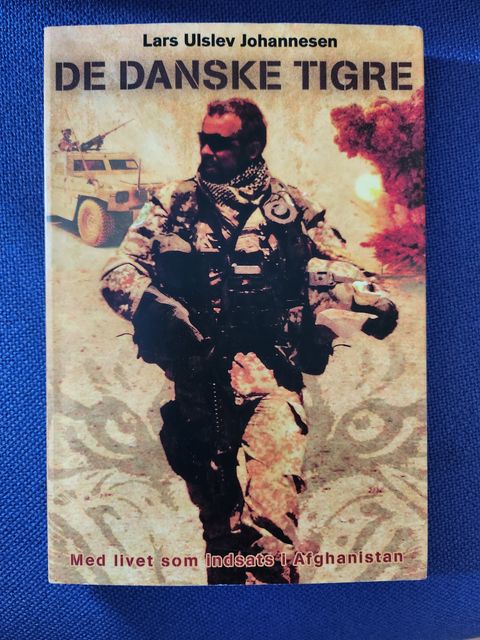 Lars Ulslev Johannesen
DE DANSKE TIGRE
Med livet som Indsats i Afghanistan